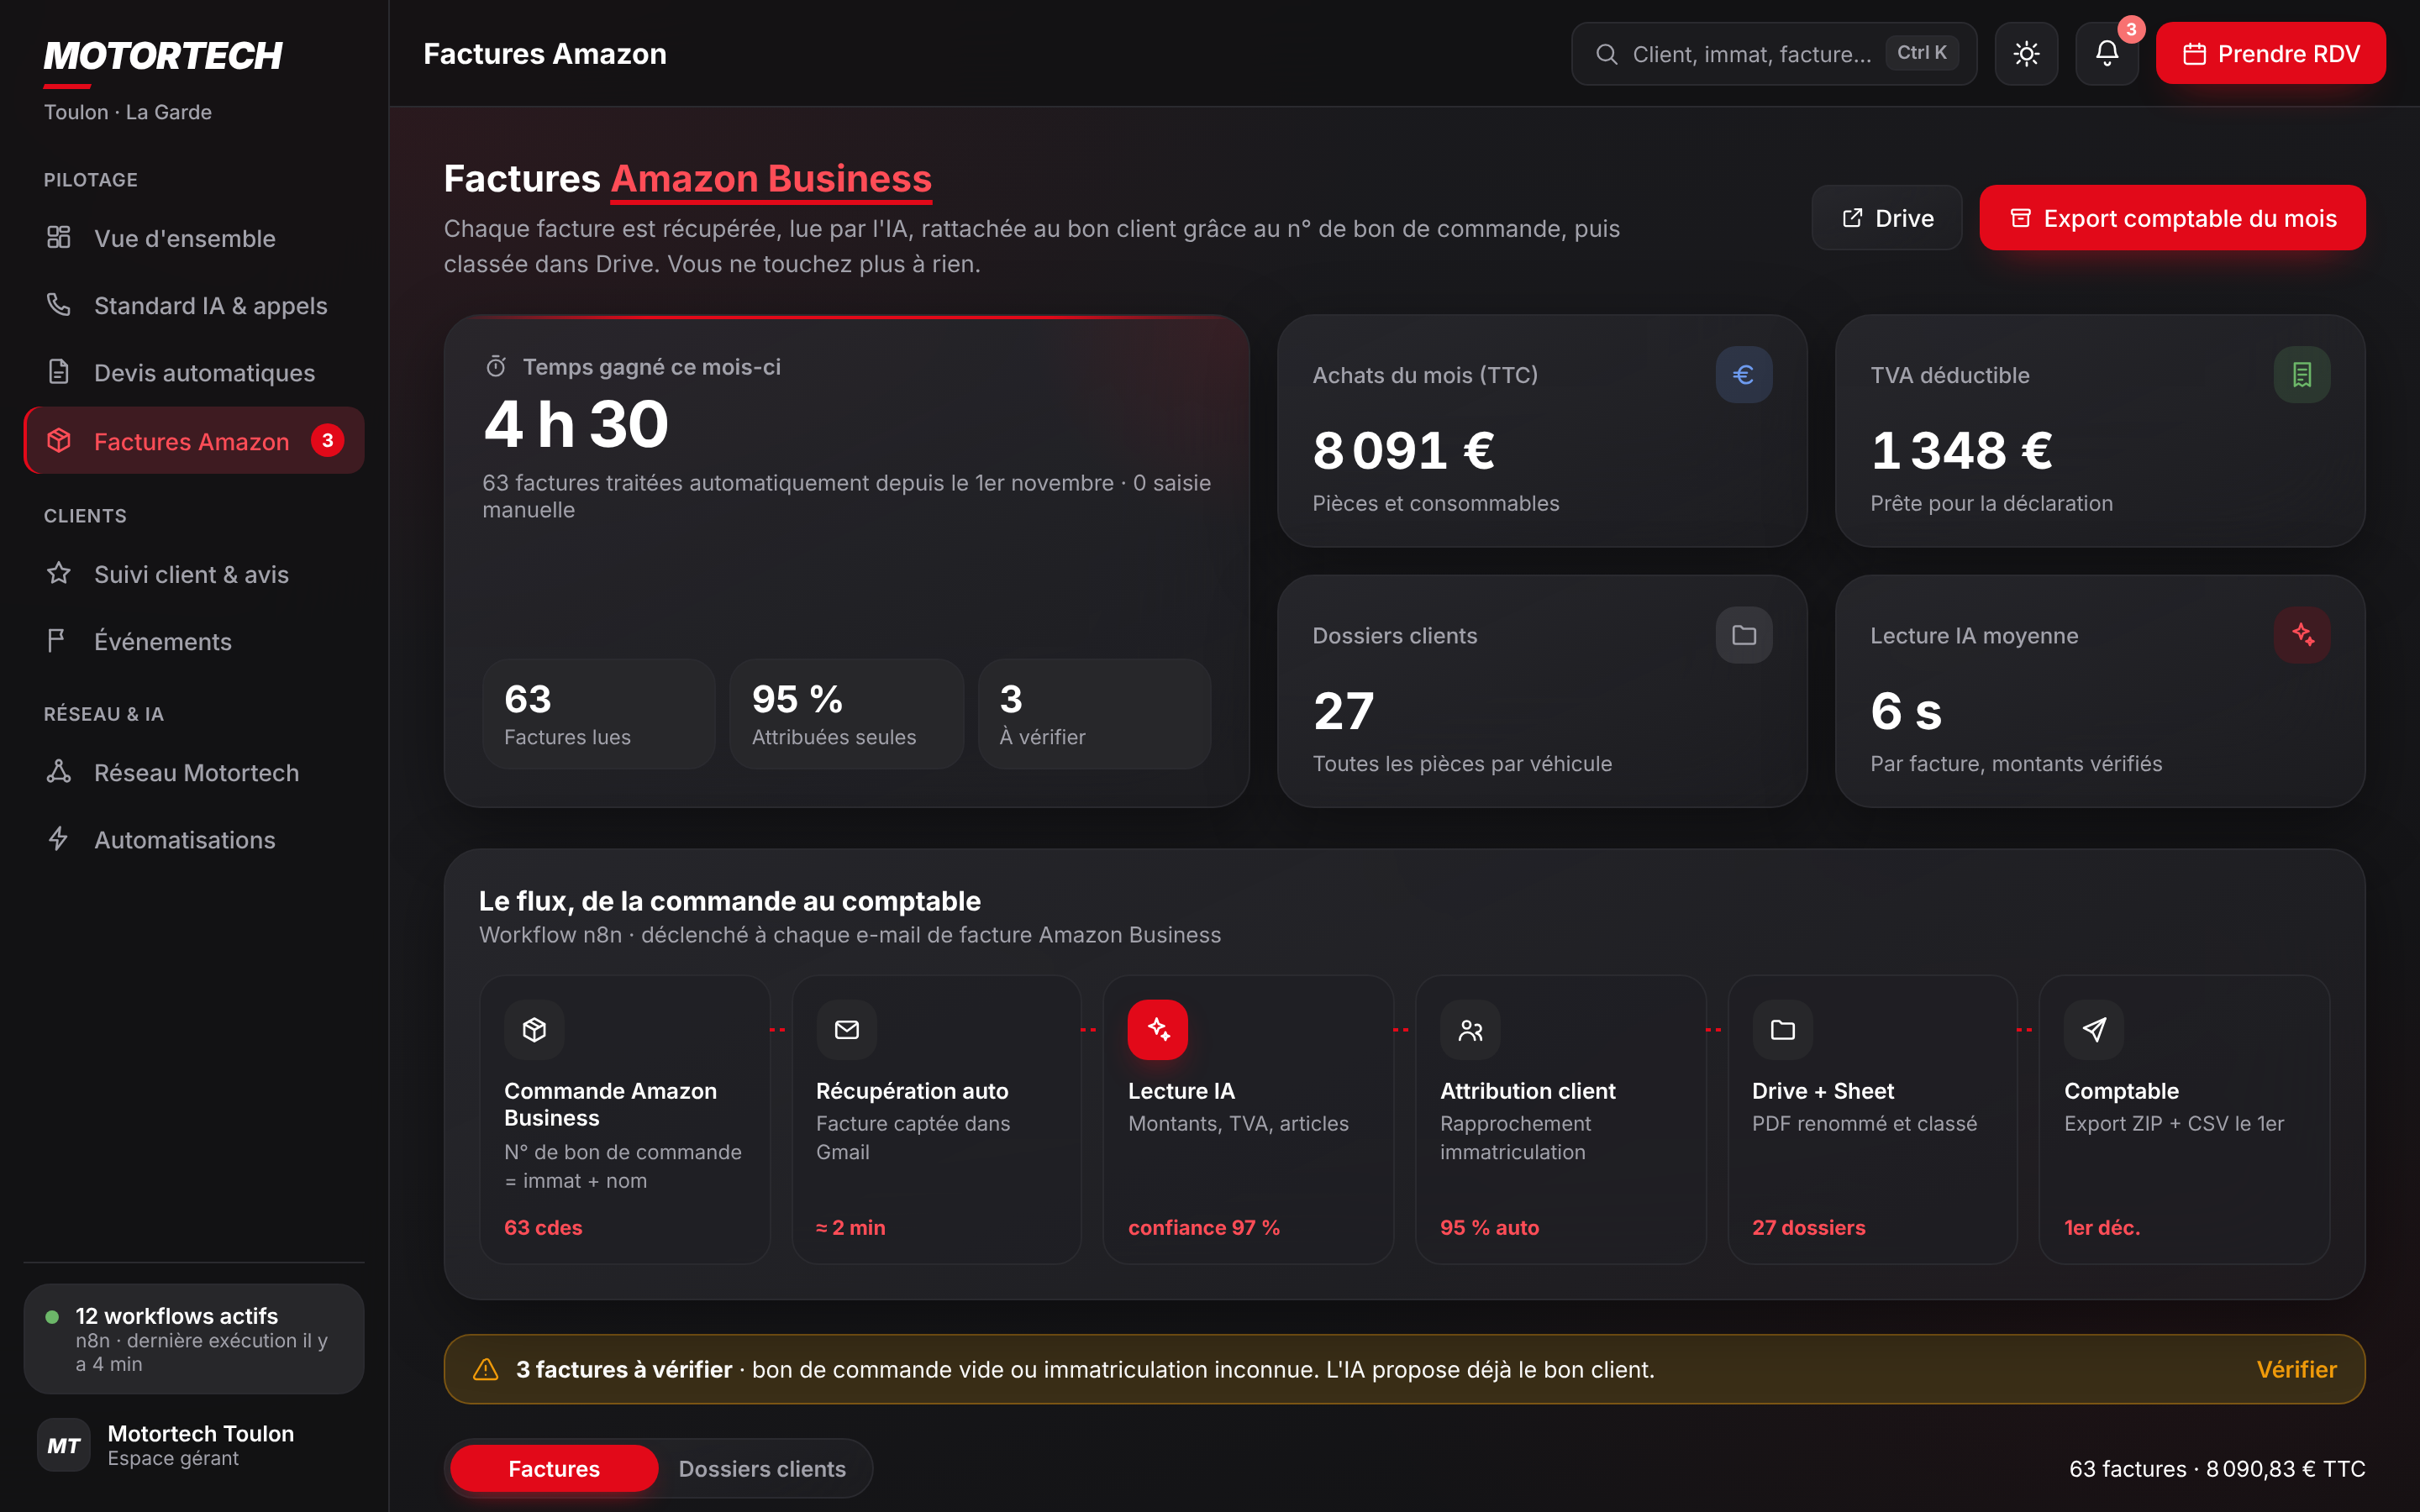 MOTORTECH
Toulon · La Garde
PILOTAGE
Vue d'ensemble
Standard IA & appels
Devis automatiques
Factures Amazon
3
CLIENTS
Suivi client & avis
Événements
RÉSEAU & IA
Réseau Motortech
Automatisations
12 workflows actifs
n8n · dernière exécution il y
a 4 min
MT
Motortech Toulon
Espace gérant
Factures Amazon
Client, immat, facture...
Ctrl K
3
Prendre RDV
Factures Amazon Business
Chaque facture est récupérée, lue par l'IA, rattachée au bon client grâce au n° de bon de commande, puis
classée dans Drive. Vous ne touchez plus à rien.
Drive
Export comptable du mois
Temps gagné ce mois-ci
4 h 30
63 factures traitées automatiquement depuis le 1er novembre · 0 saisie
manuelle
63
Factures lues
95 %
Attribuées seules
3
À vérifier
Achats du mois (TTC)
8 091 €
Pièces et consommables
TVA déductible
1 348 €
Prête pour la déclaration
Dossiers clients
27
Toutes les pièces par véhicule
Lecture IA moyenne
6 s
Par facture, montants vérifiés
Le flux, de la commande au comptable
Workflow n8n · déclenché à chaque e-mail de facture Amazon Business
Commande Amazon
Business
N° de bon de commande
= immat + nom
63 cdes
Récupération auto
Facture captée dans
Gmail
≈ 2 min
Lecture IA
Montants, TVA, articles
confiance 97 %
Attribution client
Rapprochement
immatriculation
95 % auto
Drive + Sheet
PDF renommé et classé
27 dossiers
Comptable
Export ZIP + CSV le 1er
1er déc.
3 factures à vérifier · bon de commande vide ou immatriculation inconnue. L'IA propose déjà le bon client.
Vérifier
Factures
Dossiers clients
63 factures · 8 090,83 € TTC